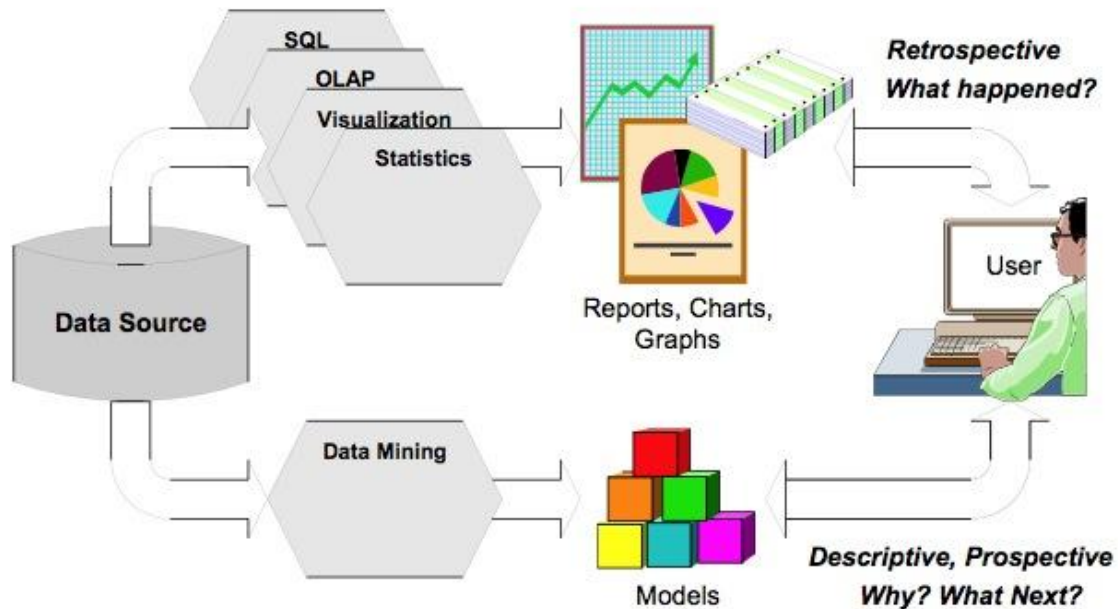 SQL
OLAP
Visualization
Statistics
Retrospective
What happened?
Data Source
Reports, Charts,
Graphs
User
Data Mining
Models
Descriptive, Prospective
Why? What Next?